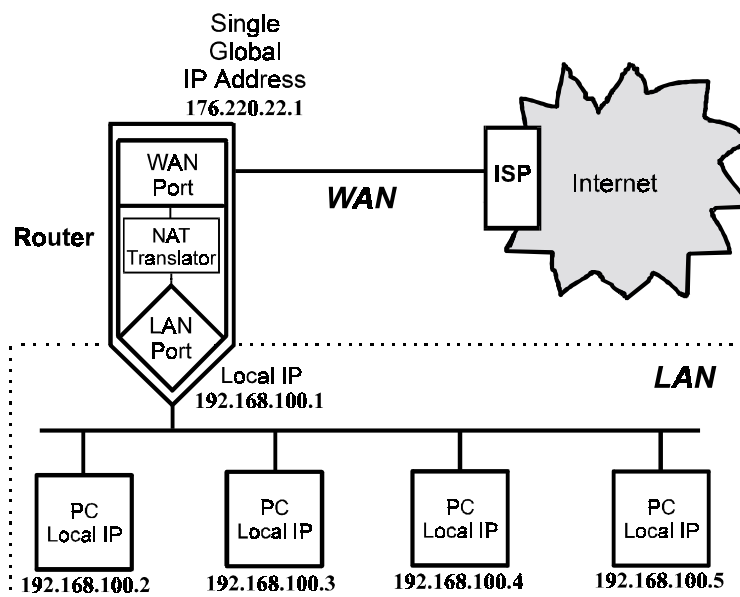 Single
Global
IP Address
176.220.22.1
WAN
Port
ISP
Internet
WAN
Router
NAT
Translator
LAN
Port
Local IP
192.168.100.1
LAN
PC
Local IP
PC
Local IP
PC
Local IP
PC
Local IP
192.168.100.2
192.168.100.3
192.168.100.4
192.168.100.5